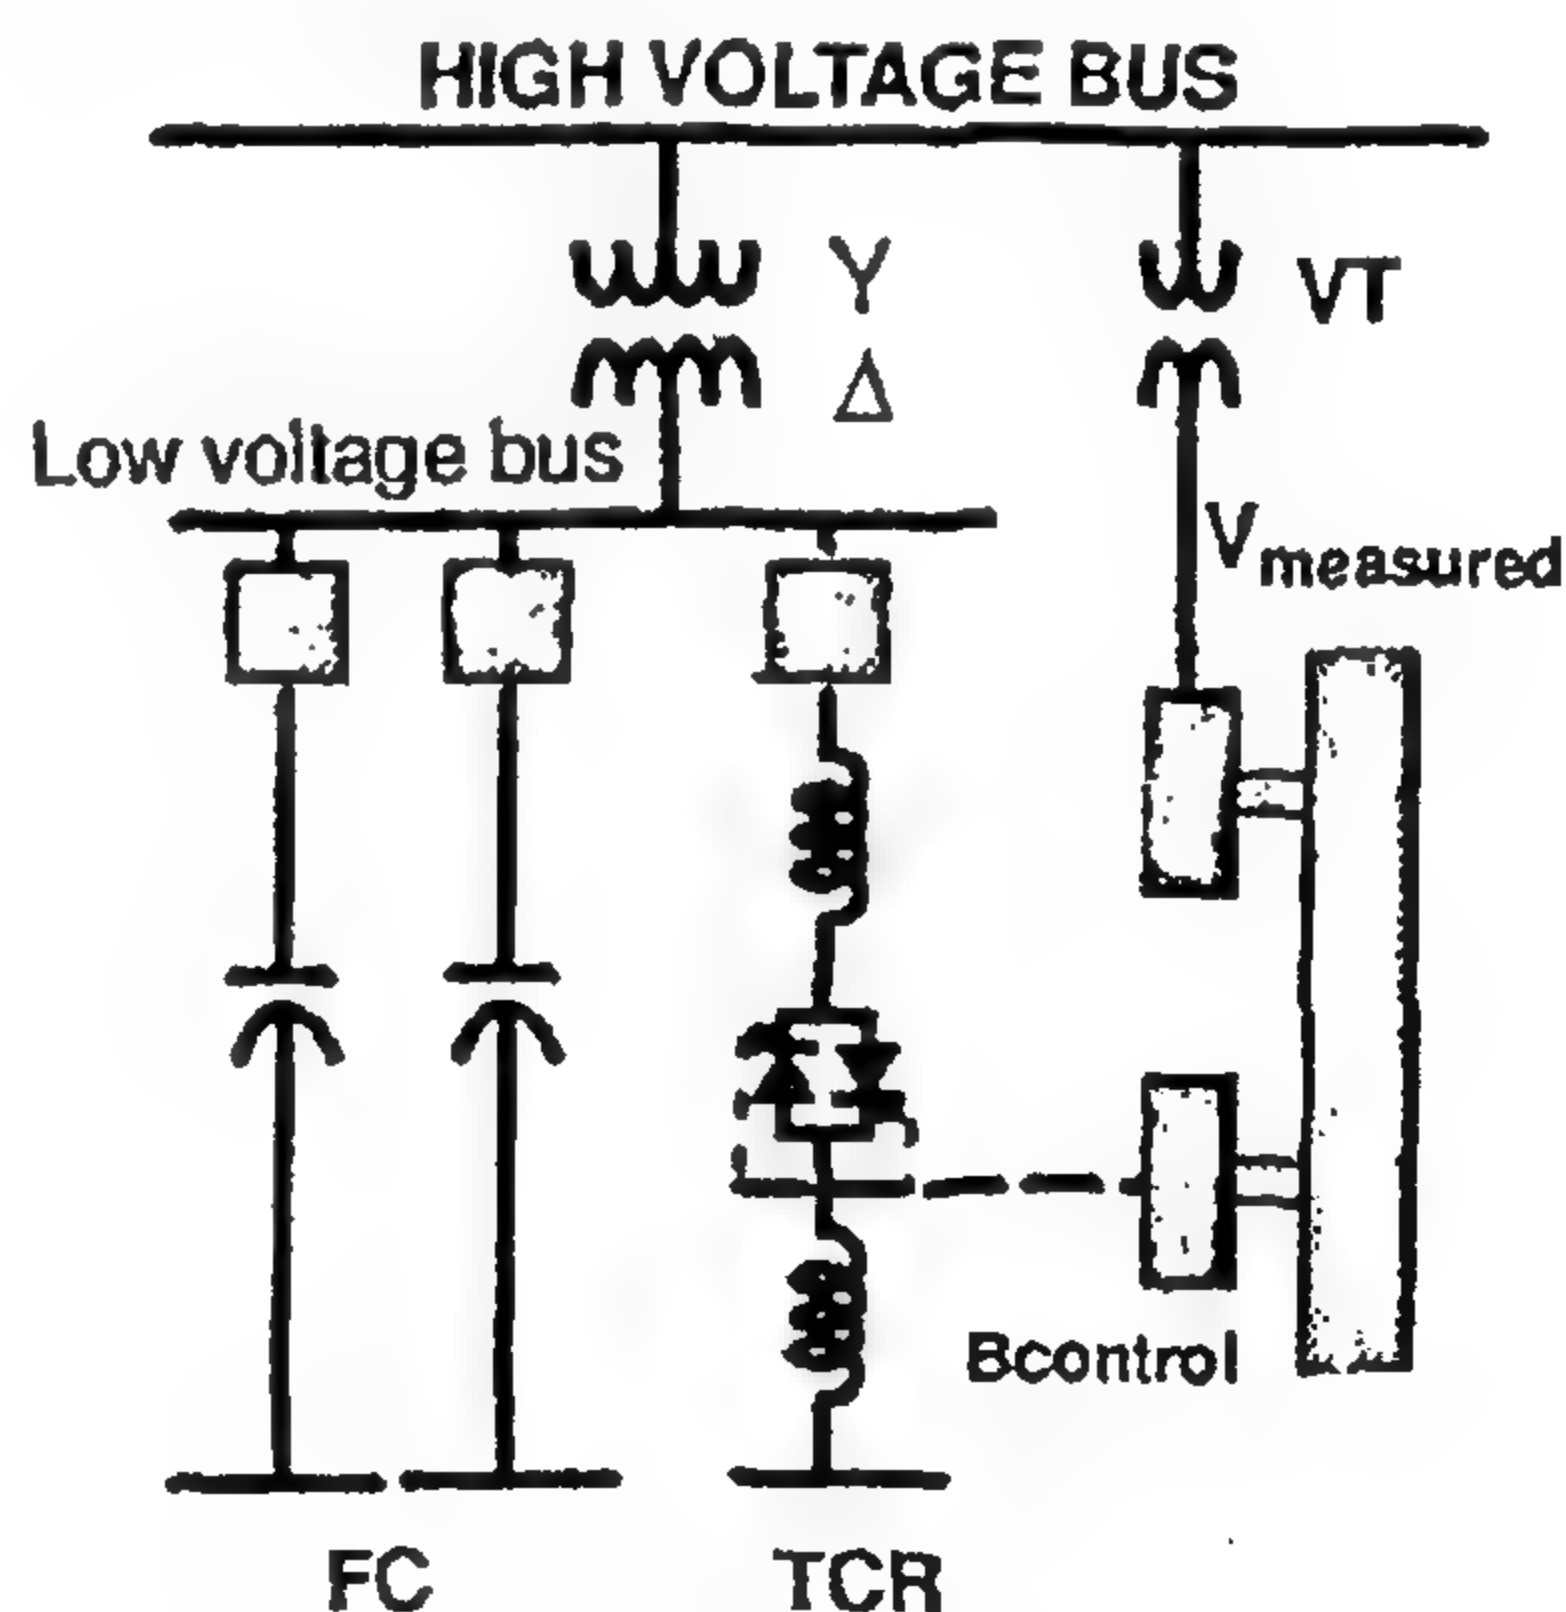 HIGH VOLTAGE BUS
Y
VT
Δ
Low voltage bus
Vmeasured
Bcontrol
FC
TCR